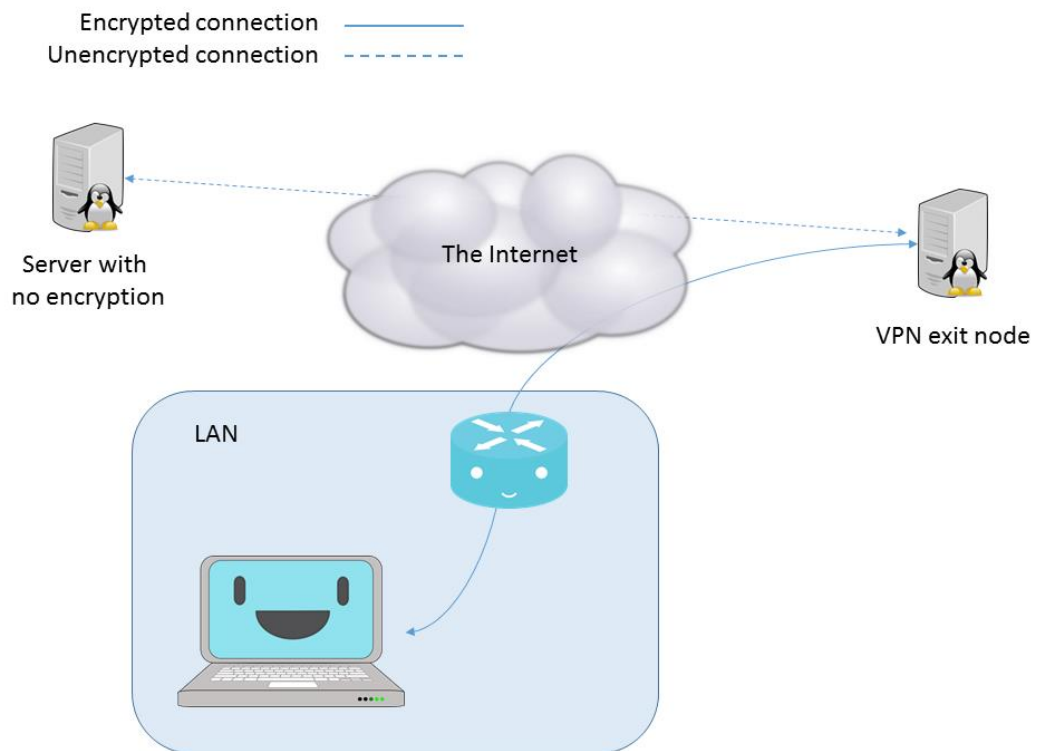 Encrypted connection
Unencrypted connection
Server with
no encryption
The Internet
VPN exit node
LAN